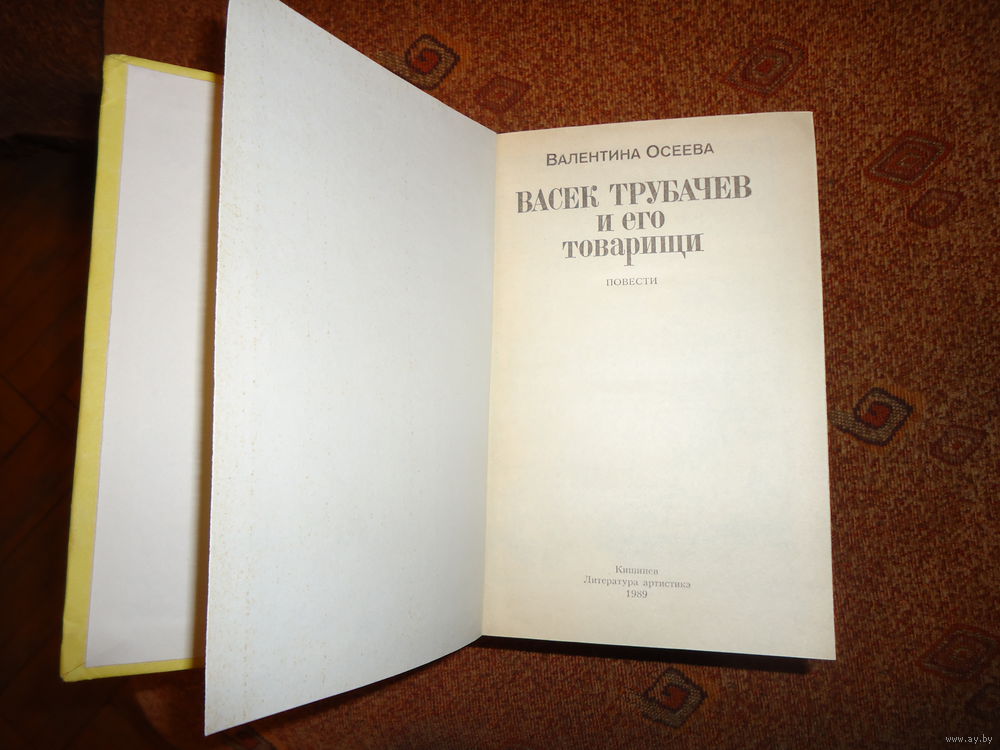 ВАЛЕНТИНА ОСЕЕВА
ВАСЕК ТРУБАЧЕВ
и его
товарищи
ПОВЕСТИ
Кишинев
Литература артистикэ
1989
www.ay.by